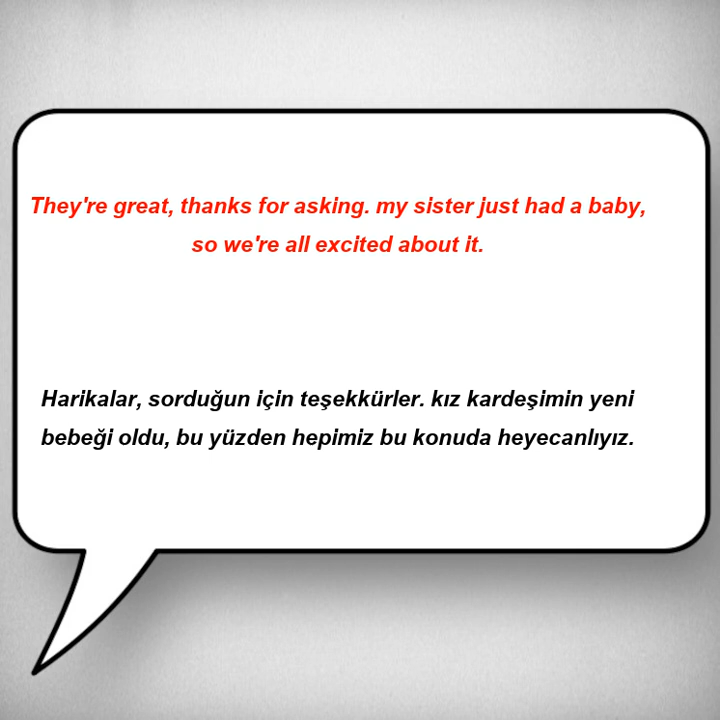 They're great, thanks for asking. my sister just had a baby,
so we're all excited about it.
Harikalar, sorduğun için teşekkürler. kız kardeşimin yeni
bebeği oldu, bu yüzden hepimiz bu konuda heyecanlıyız.